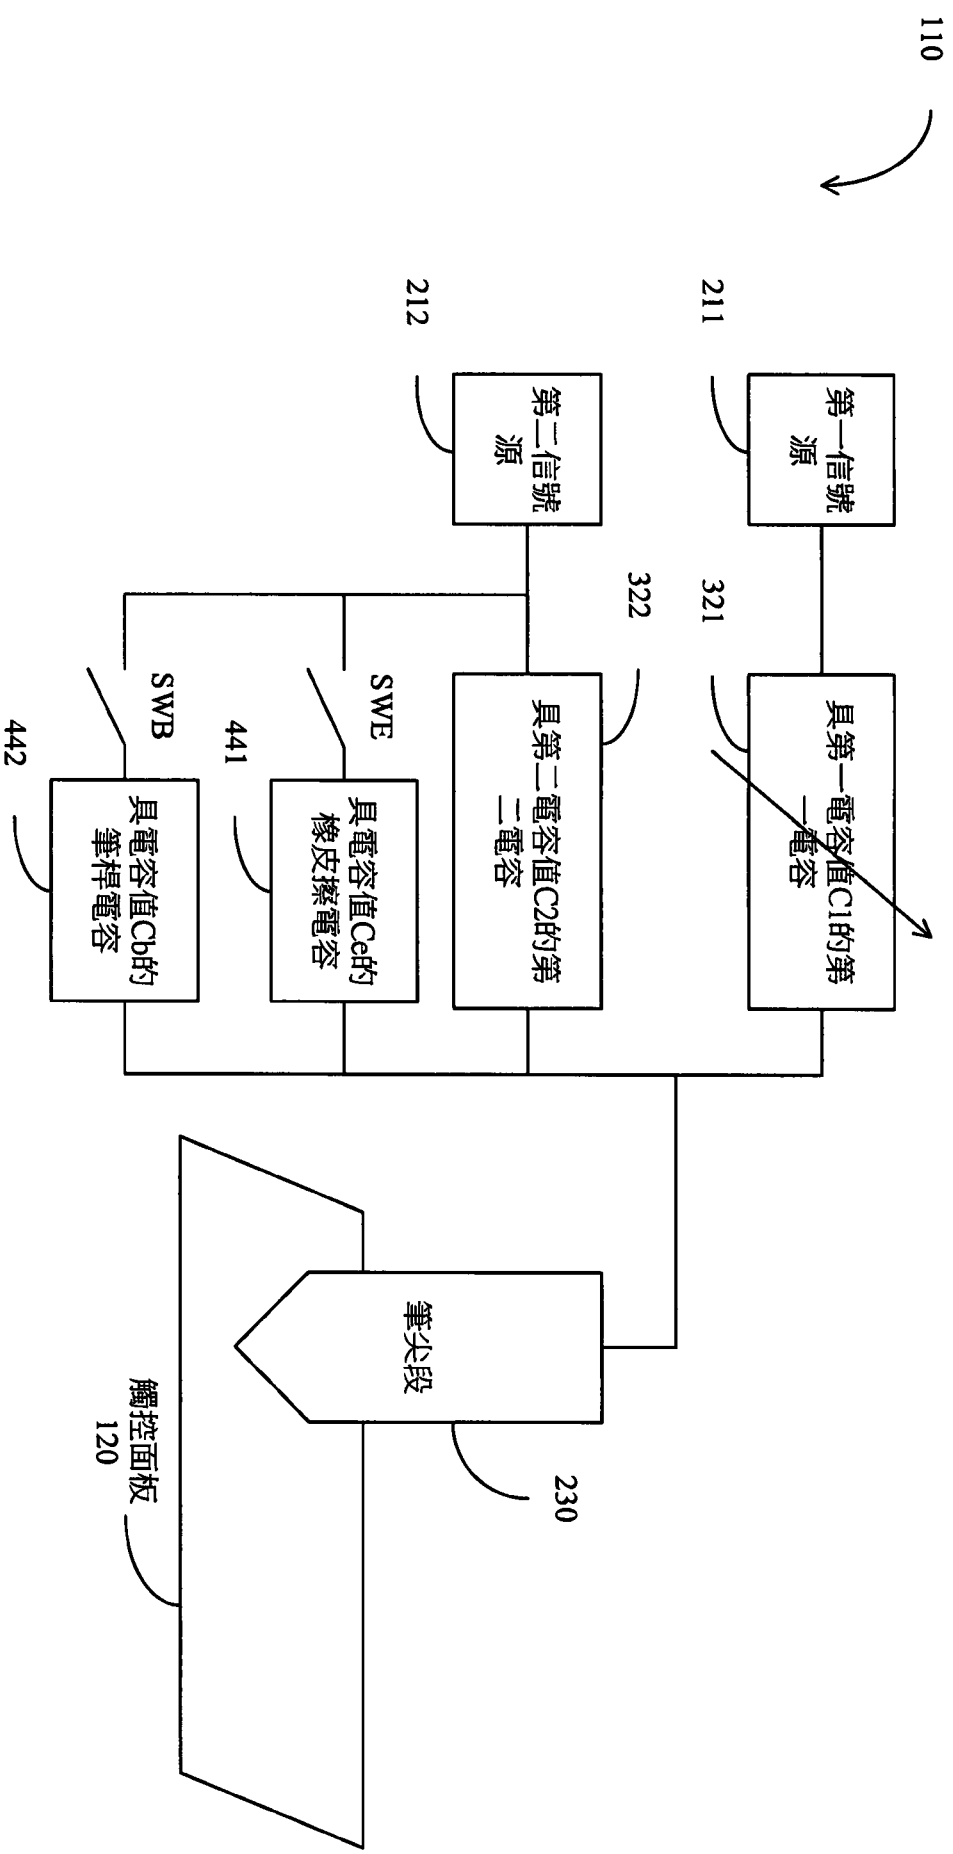 110
211
第一信號
源
321
具第一電容值C1的第
一電容
212
第二信號
源
322
具第二電容值C2的第
二電容
SWE
441
具電容值Ce的
橡皮擦電容
SWB
442
具電容值Cb的
筆桿電容
筆尖段
230
觸控面板
120